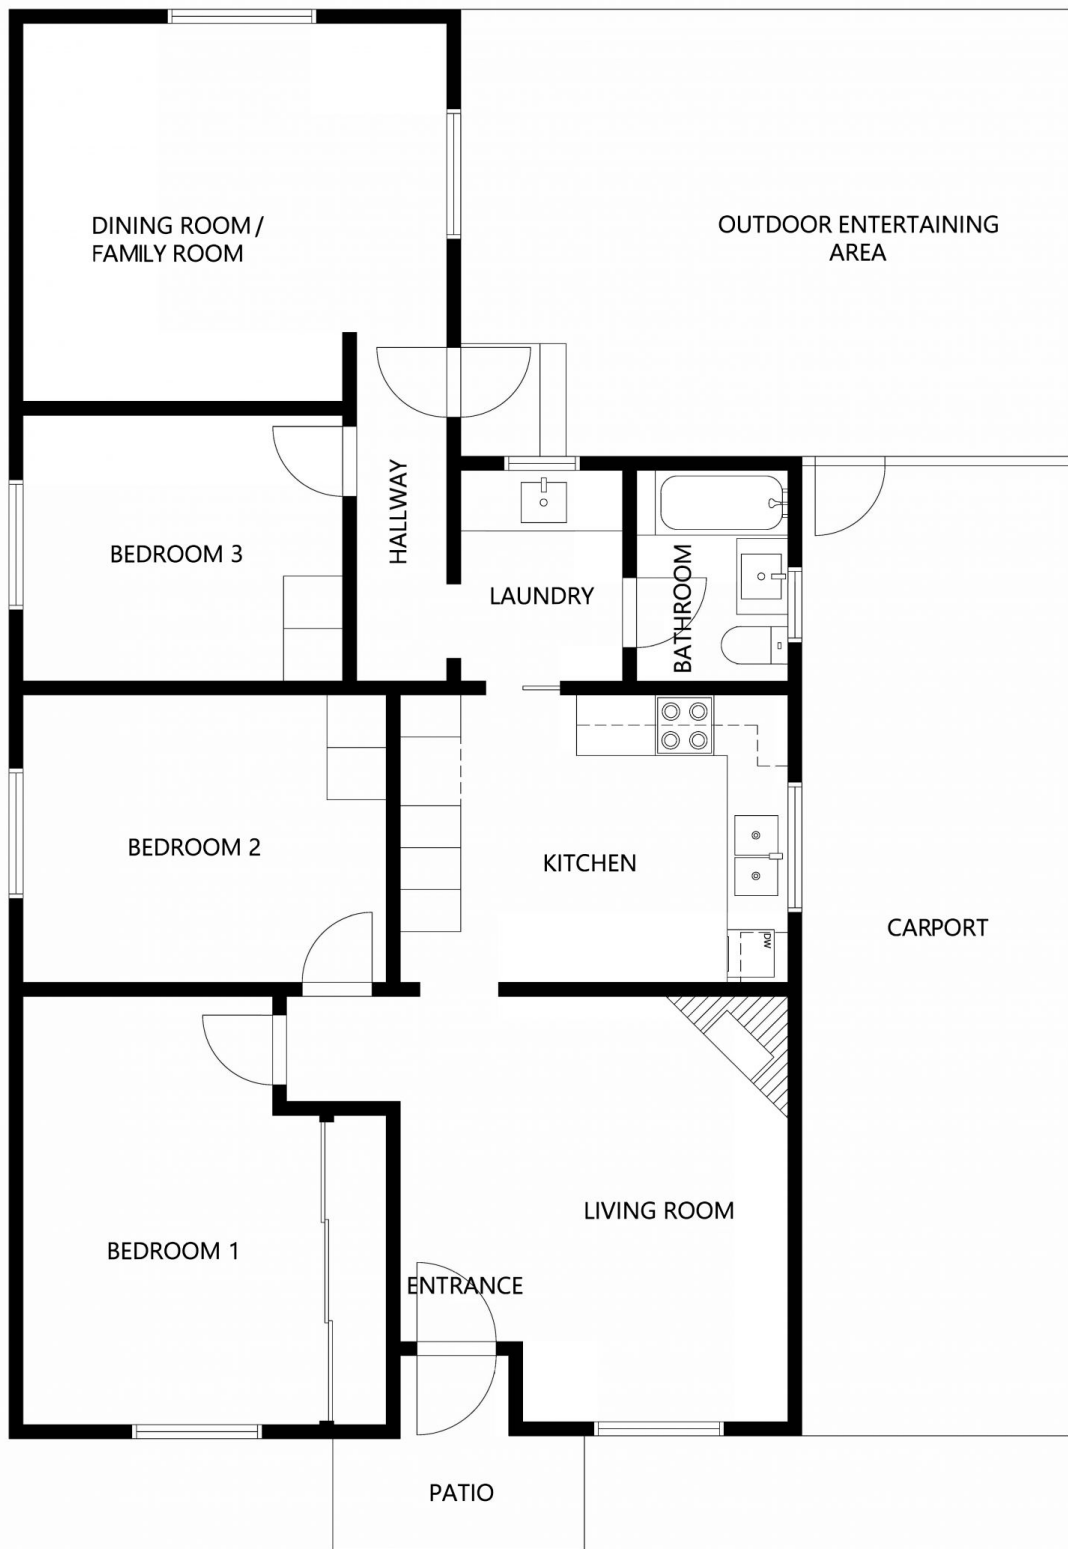 DINING ROOM /
FAMILY ROOM
OUTDOOR ENTERTAINING
AREA
HALLWAY
BEDROOM 3
LAUNDRY
BATHROOM
BEDROOM 2
KITCHEN
DW
CARPORT
LIVING ROOM
BEDROOM 1
ENTRANCE
PATIO